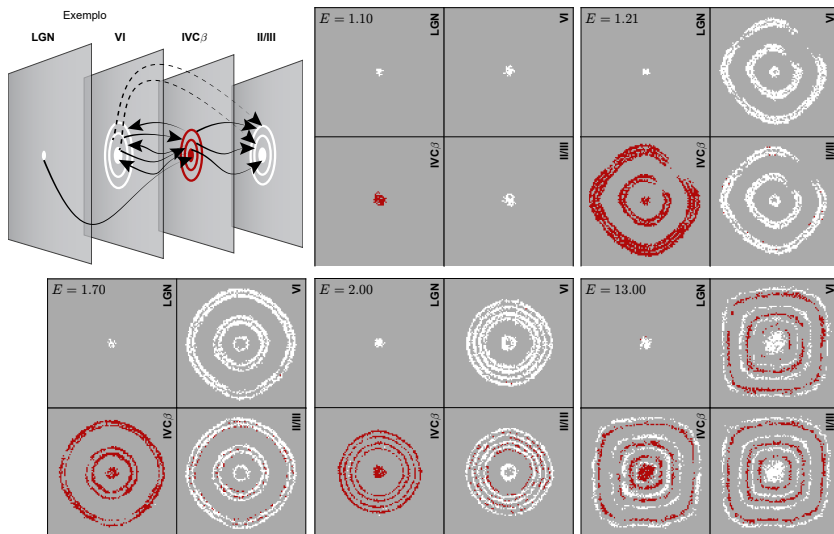 Exemplo
LGN VI IVCβ II/III
E = 1.10
LGN
VI
IVCβ
II/III
E = 1.21
LGN
VI
IVCβ
II/III
E = 1.70
LGN
VI
IVCβ
II/III
E = 2.00
LGN
VI
IVCβ
II/III
E = 13.00
LGN
VI
IVCβ
II/III